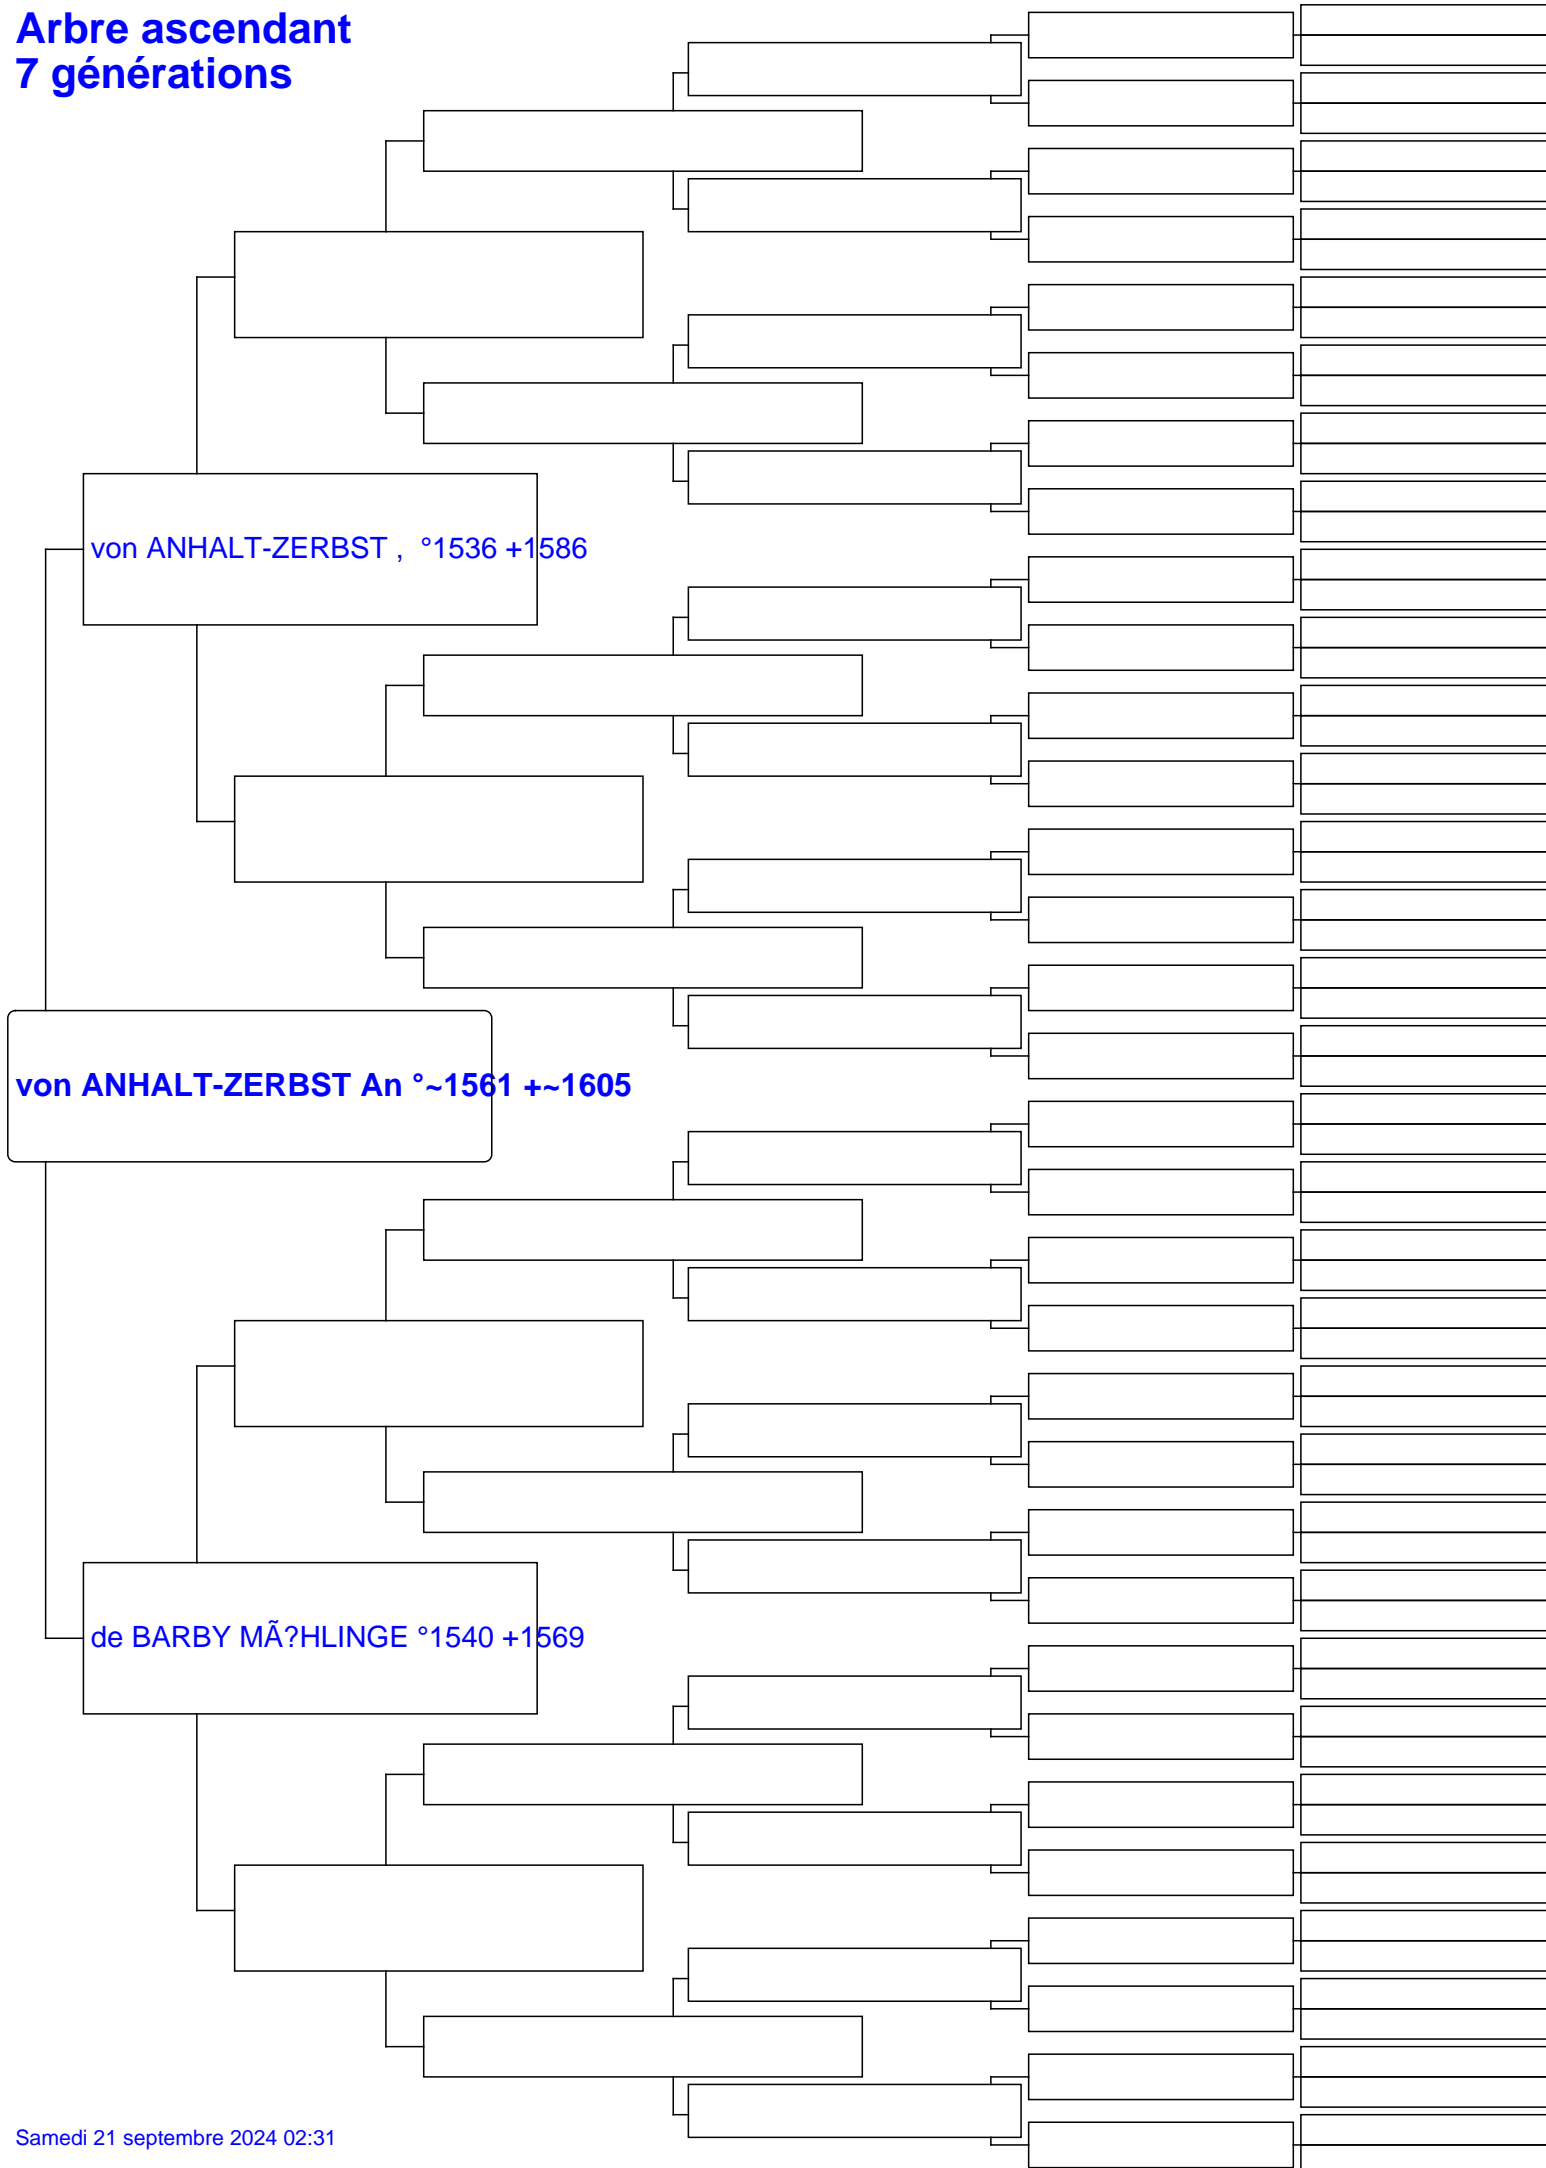 Arbre ascendant
7 générations
von ANHALT-ZERBST ,  °1536 +1586
von ANHALT-ZERBST An °~1561 +~1605
de BARBY MÃ?HLINGE °1540 +1569
Samedi 21 septembre 2024 02:31